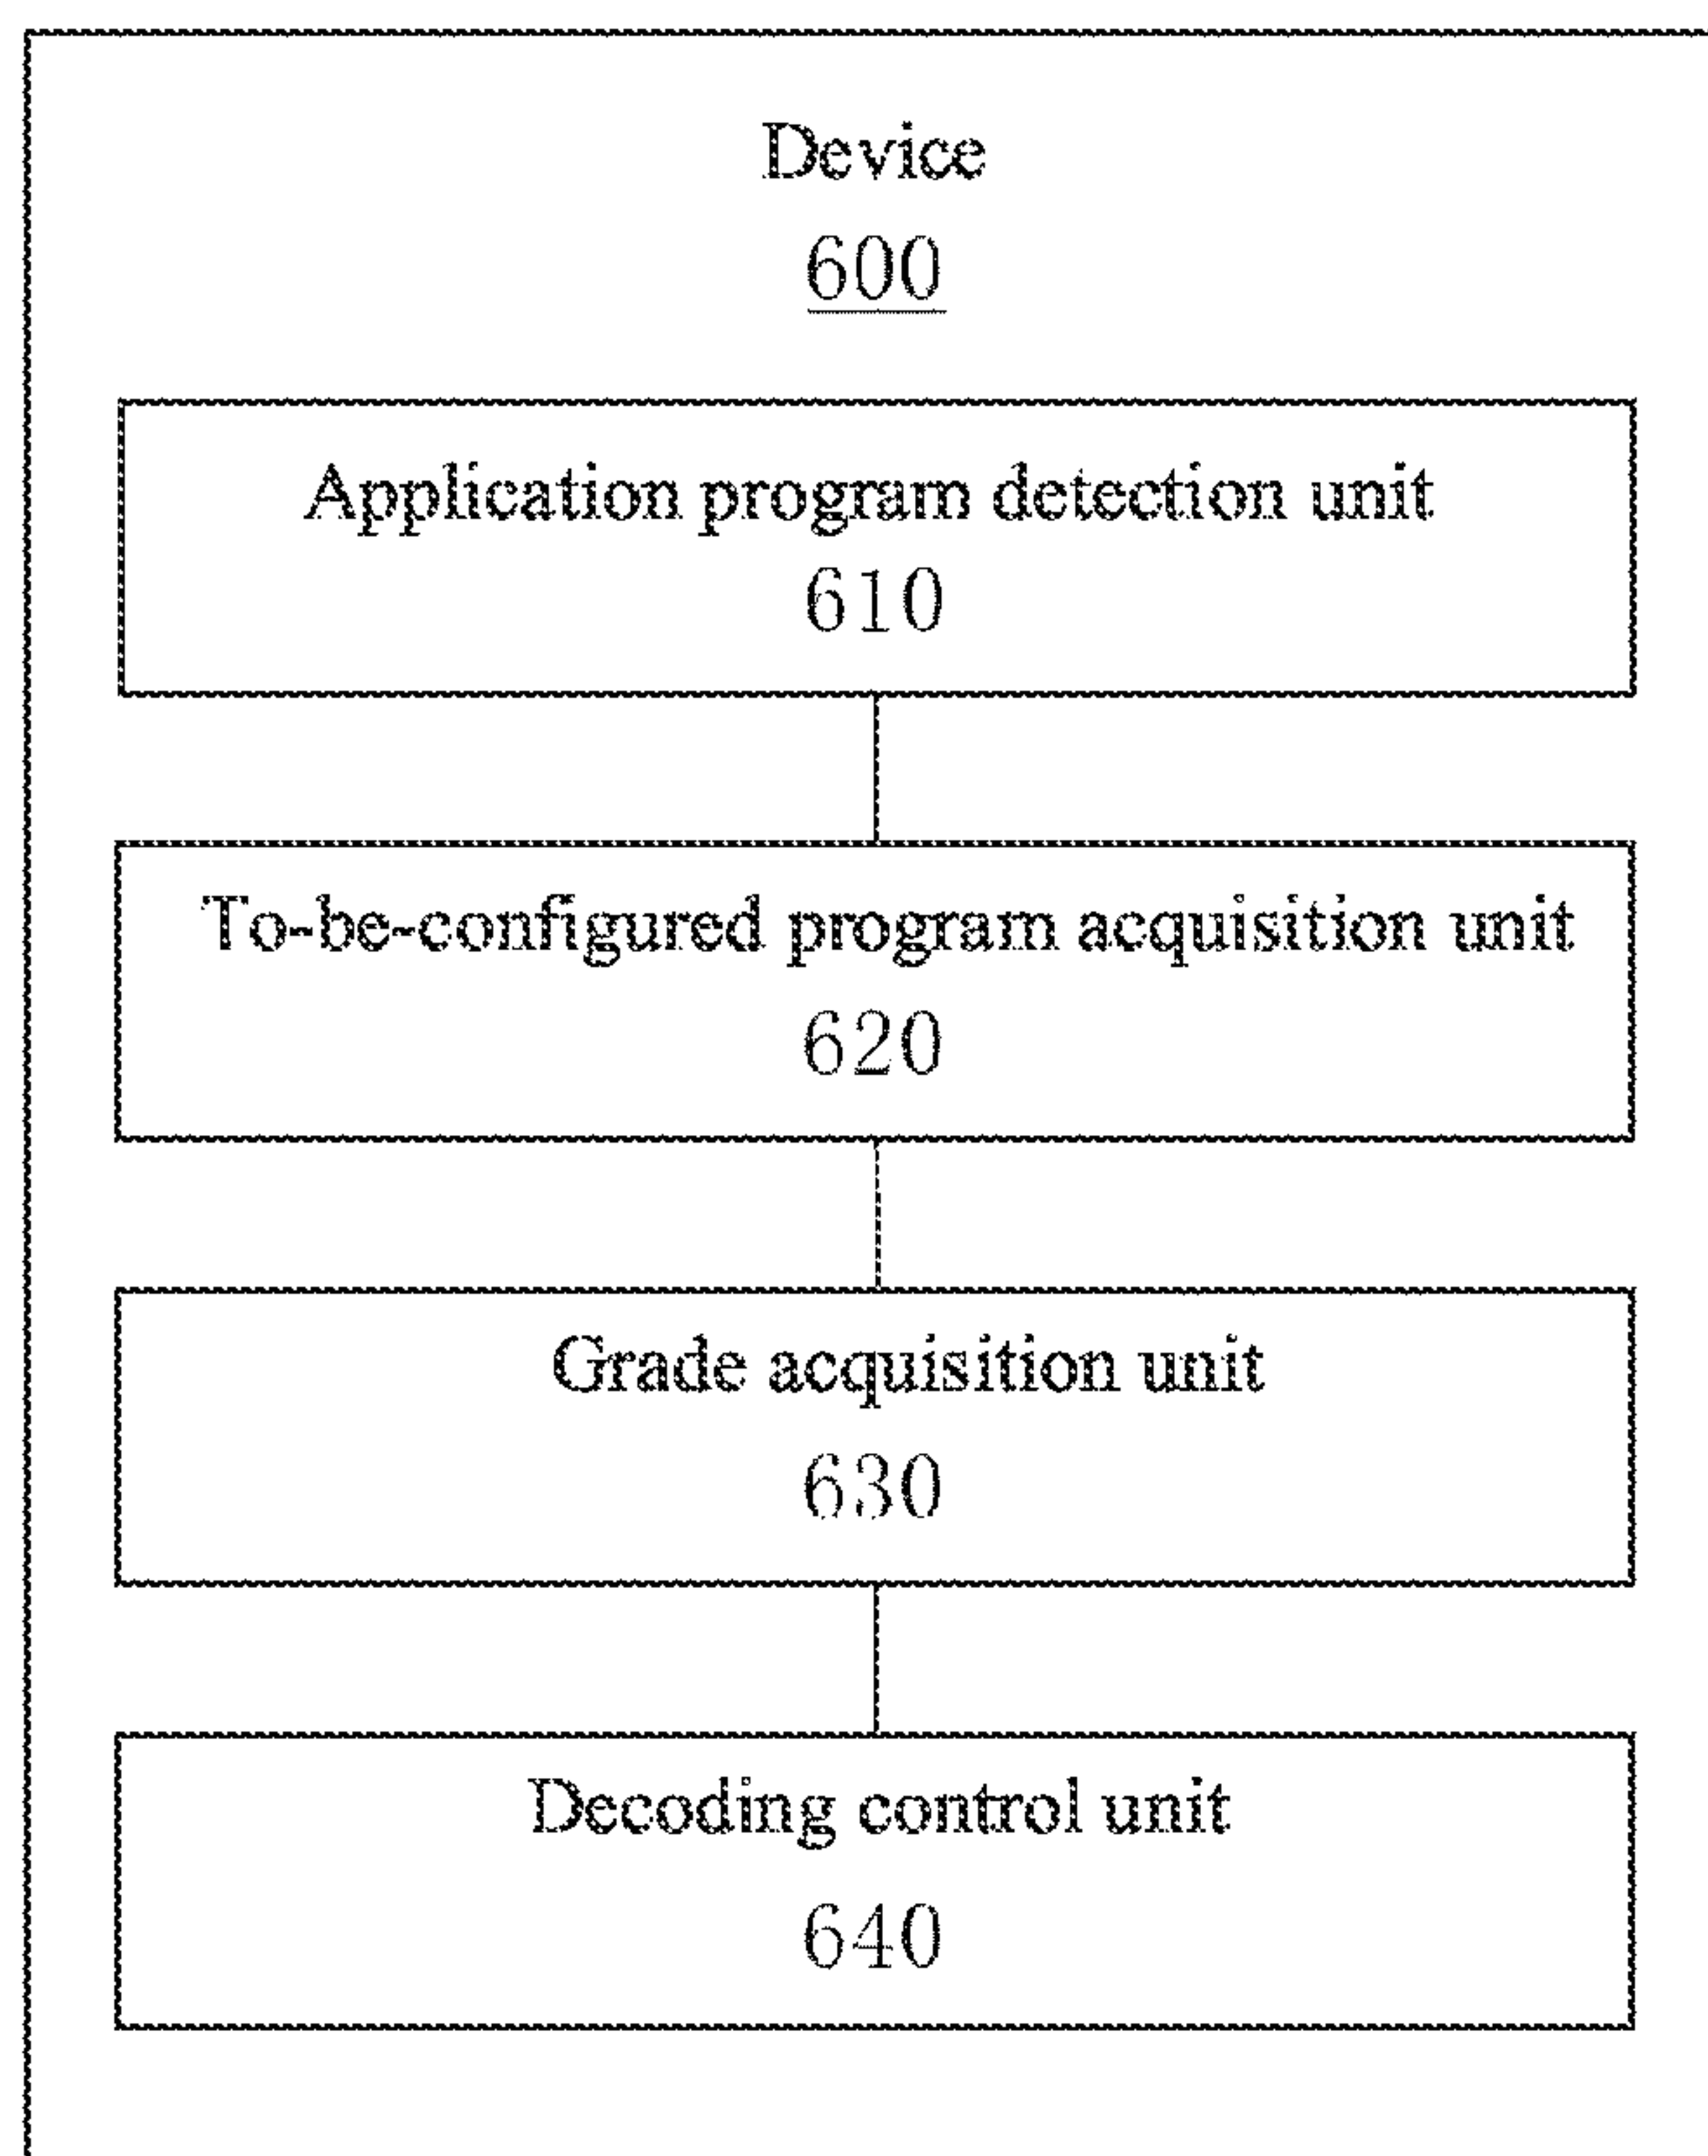 Device
600
Application program detection unit
610
To-be-configured program acquisition unit
620
Grade acquisition unit
630
Decoding control unit
640